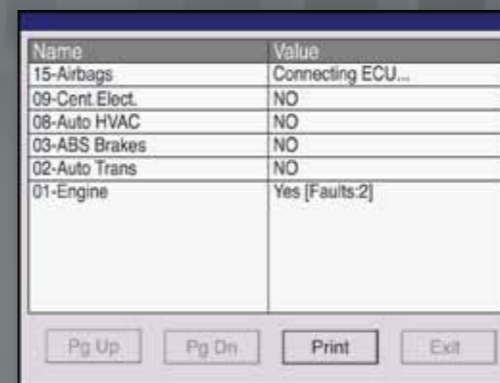 Name Value
15-Airbags Connecting ECU...
09-Cent.Elect. NO
08-Auto HVAC NO
03-ABS Brakes NO
02-Auto Trans NO
01-Engine Yes [Faults:2]
Pg Up Pg Dn Print Exit